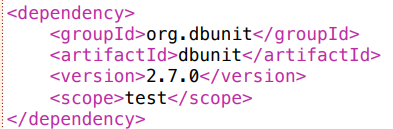 <dependency>
    <groupId>org.dbunit</groupId>
    <artifactId>dbunit</artifactId>
    <version>2.7.0</version>
    <scope>test</scope>
</dependency>